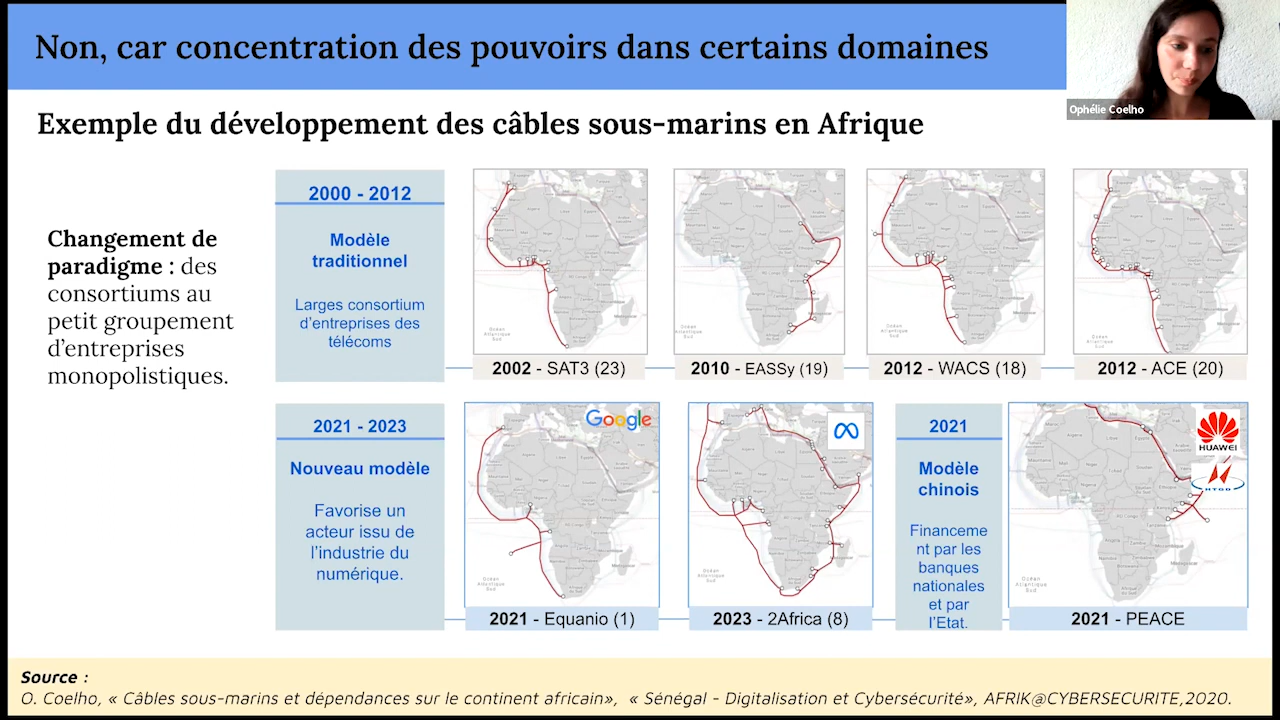 Non, car concentration des pouvoirs dans certains domaines
Ophélie Coelho
Exemple du développement des câbles sous-marins en Afrique
Changement de
paradigme : des
consortiums au
petit groupement
d'entreprises
monopolistiques.
2000 - 2012
Modèle
traditionnel
Larges consortium
d'entreprises des
télécoms
2002 - SAT3 (23)
2010 - EASSy (19)
2012 - WACS (18)
2012 - ACE (20)
2021 - 2023
Nouveau modèle
Favorise un
acteur issu de
l'industrie du
numérique.
Google
2021 - Equanio (1)
2023 - 2Africa (8)
2021
Modèle
chinois
Financeme
nt par les
banques
nationales
et par
l'Etat.
HUAWEI
HTGD
2021 - PEACE
Source :
O. Coelho, « Câbles sous-marins et dépendances sur le continent africain», « Sénégal - Digitalisation et Cybersécurité», AFRIK@CYBERSECURITE,2020.